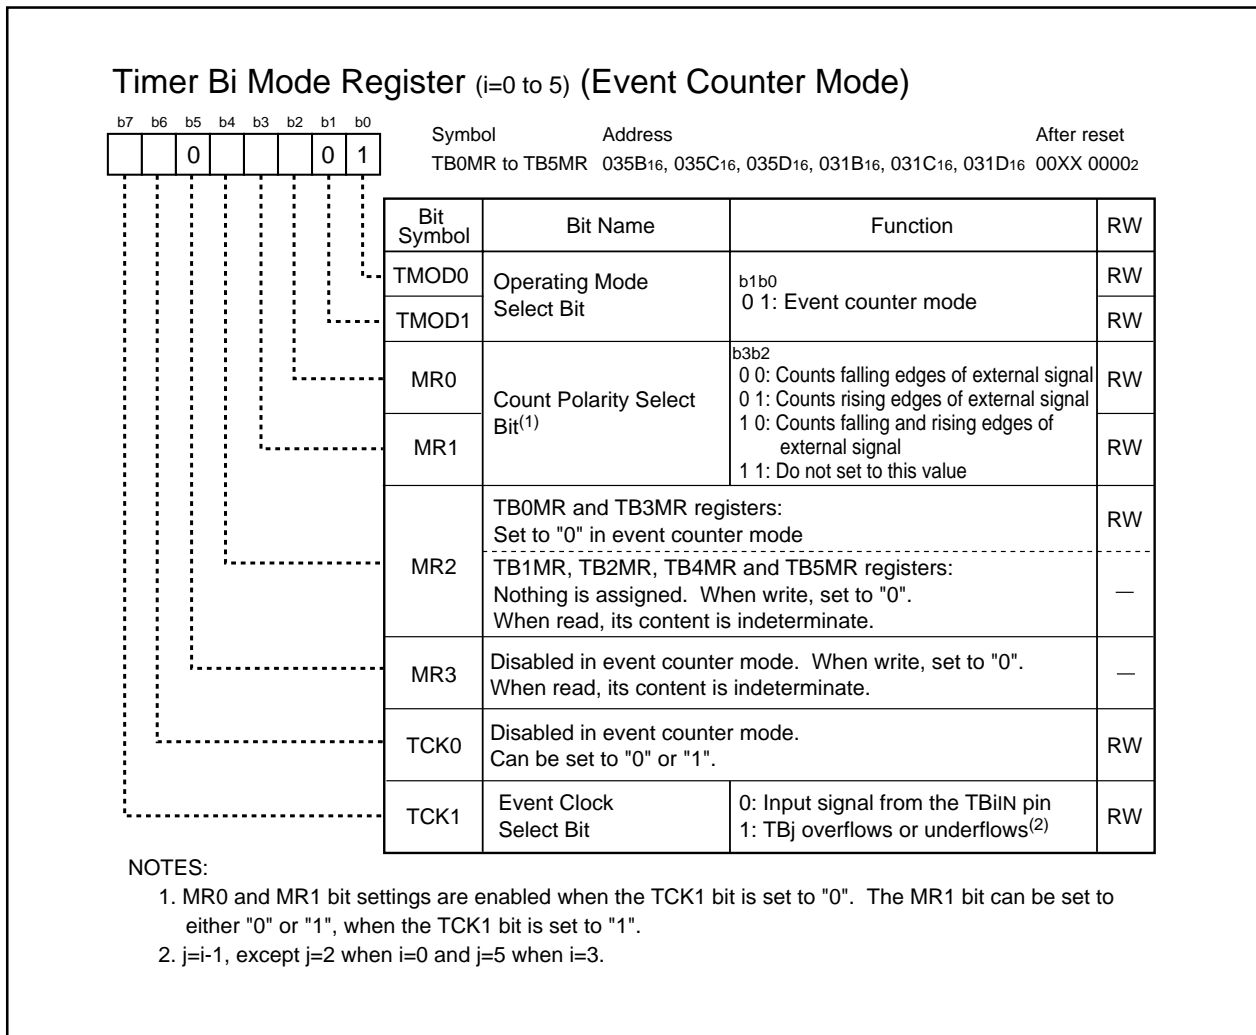 Timer Bi Mode Register (i=0 to 5) (Event Counter Mode)
b7 b6 b5 b4 b3 b2 b1 b0
0 0 1
Symbol Address After reset
TB0MR to TB5MR 035B16, 035C16, 035D16, 031B16, 031C16, 031D16 00XX 00002
Bit Symbol Bit Name Function RW
TMOD0 Operating Mode Select Bit b1b0 RW
0 1: Event counter mode
TMOD1 RW
MR0 Count Polarity Select Bit(1) b3b2 RW
0 0: Counts falling edges of external signal
0 1: Counts rising edges of external signal
MR1 1 0: Counts falling and rising edges of RW
external signal
1 1: Do not set to this value
MR2 TB0MR and TB3MR registers: RW
Set to "0" in event counter mode
TB1MR, TB2MR, TB4MR and TB5MR registers:
Nothing is assigned. When write, set to "0". —
When read, its content is indeterminate.
MR3 Disabled in event counter mode. When write, set to "0". —
When read, its content is indeterminate.
TCK0 Disabled in event counter mode. RW
Can be set to "0" or "1".
TCK1 Event Clock Select Bit 0: Input signal from the TBiIN pin RW
1: TBj overflows or underflows(2)
NOTES:
1. MR0 and MR1 bit settings are enabled when the TCK1 bit is set to "0". The MR1 bit can be set to
either "0" or "1", when the TCK1 bit is set to "1".
2. j=i-1, except j=2 when i=0 and j=5 when i=3.